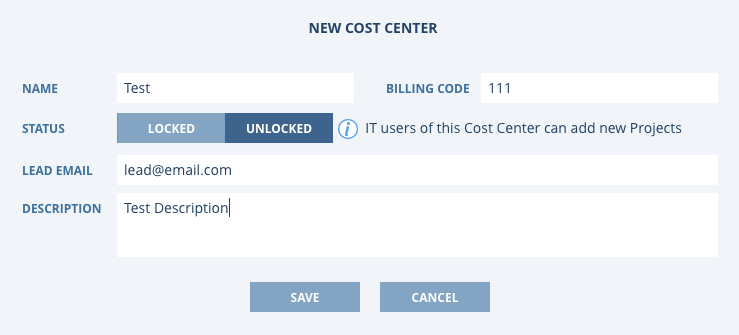 NEW COST CENTER
NAME Test BILLING CODE 111
STATUS LOCKED UNLOCKED i IT users of this Cost Center can add new Projects
LEAD EMAIL lead@email.com
DESCRIPTION Test Description
SAVE CANCEL